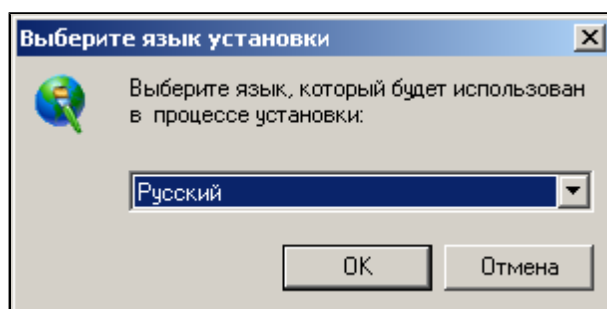 Выберите язык установки
Выберите язык, который будет использован
в процессе установки:
Русский
OK
Отмена